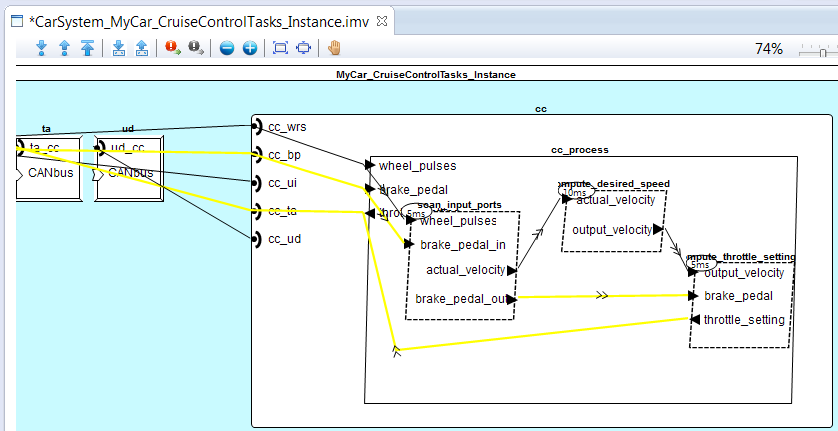 *CarSystem_MyCar_CruiseControlTasks_Instance.imv
74%
MyCar_CruiseControlTasks_Instance
cc
ta
ud
cc_wrs
ta_cc
ud_cc
cc_bp
cc_process
CANbus
CANbus
wheel_pulses
cc_ui
brake_pedal
mpute_desired_speed
10ms
actual_velocity
cc_ta
scan_input_ports
5ms
wheel_pulses
output_velocity
cc_ud
brake_pedal_in
mpute_throttle_setting
5ms
actual_velocity
output_velocity
brake_pedal_out
brake_pedal
throttle_setting